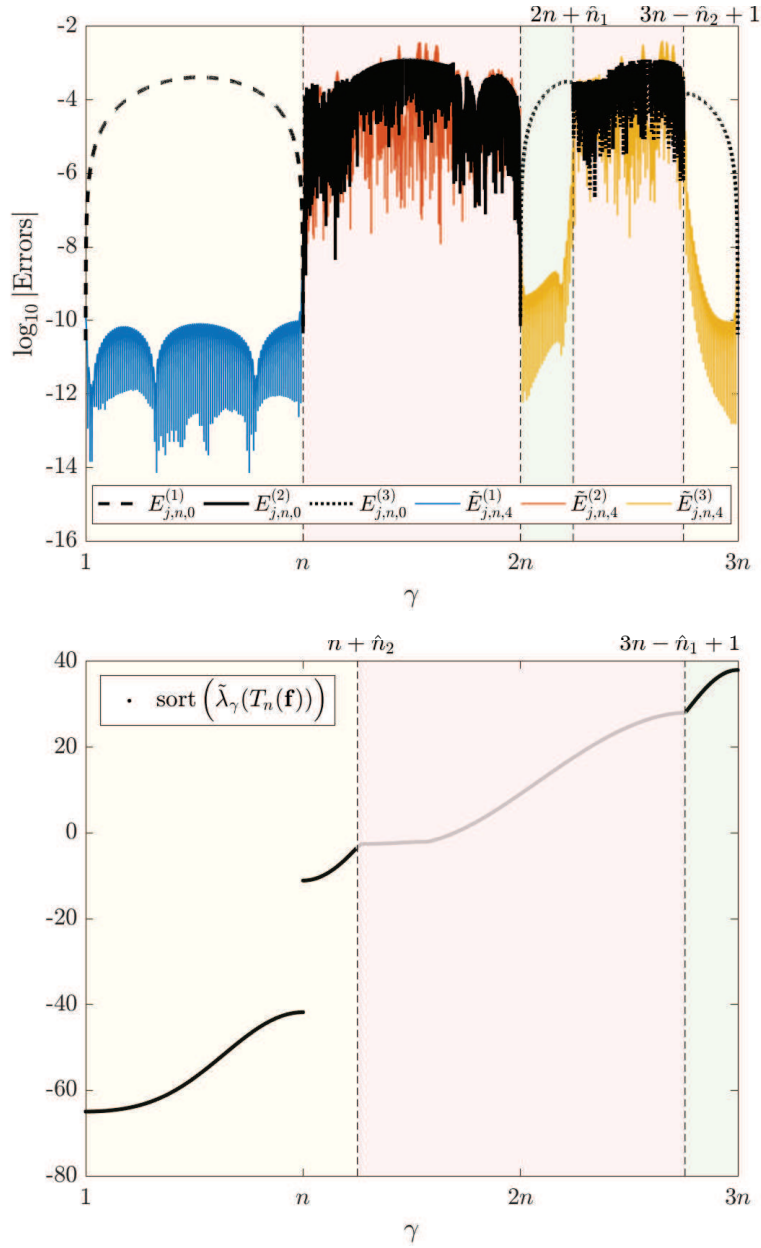 2n + n̂₁ 3n − n̂₂ + 1
-2
-4
-6
-8
-10
-12
-14
-16
log₁₀ |Errors|
E⁽¹⁾_{j,n,0} E⁽²⁾_{j,n,0} E⁽³⁾_{j,n,0} Ẽ⁽¹⁾_{j,n,4} Ẽ⁽²⁾_{j,n,4} Ẽ⁽³⁾_{j,n,4}
1 n 2n 3n
γ
n + n̂₂ 3n − n̂₁ + 1
40
20
0
-20
-40
-60
-80
sort (λ̃_γ(T_n(f)))
1 n 2n 3n
γ